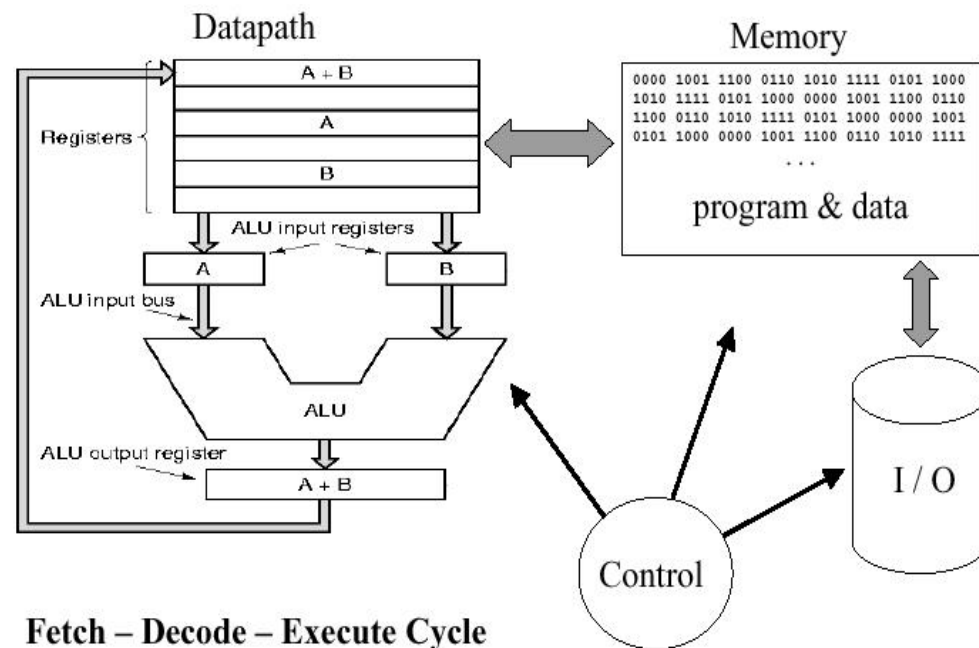 Datapath
Memory
A + B
Registers
A
B
0000 1001 1100 0110 1010 1111 0101 1000
1010 1111 0101 1000 0000 1001 1100 0110
1100 0110 1010 1111 0101 1000 0000 1001
0101 1000 0000 1001 1100 0110 1010 1111
. . .
program & data
ALU input registers
A
B
ALU input bus
ALU
ALU output register
A + B
I / O
Control
Fetch – Decode – Execute Cycle